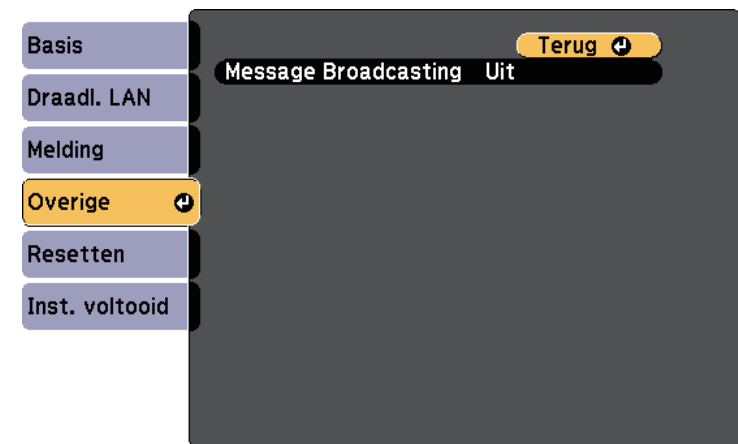 Basis
Draadl. LAN
Melding
Overige
Resetten
Inst. voltooid
Terug
Message Broadcasting Uit